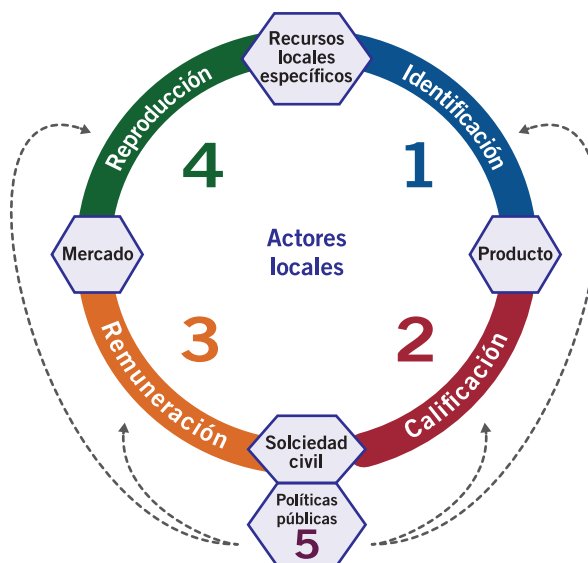 Recursos
locales
específicos
Identificación
1
Producto
Calificación
2
Solciedad
civil
Políticas
públicas
5
Remuneración
3
Mercado
Reproducción
4
Actores
locales